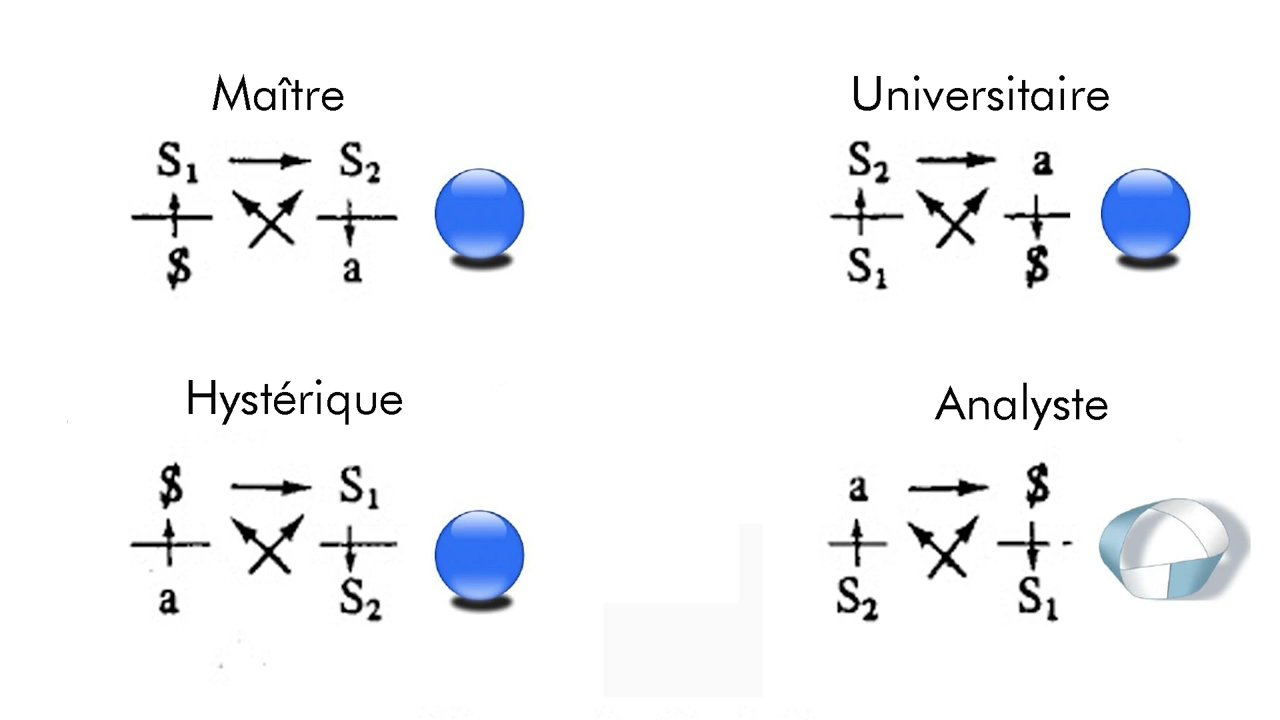 Maître
S₁ → S₂
$ a
Universitaire
S₂ → a
S₁ $
Hystérique
$ → S₁
a S₂
Analyste
a → $
S₂ S₁